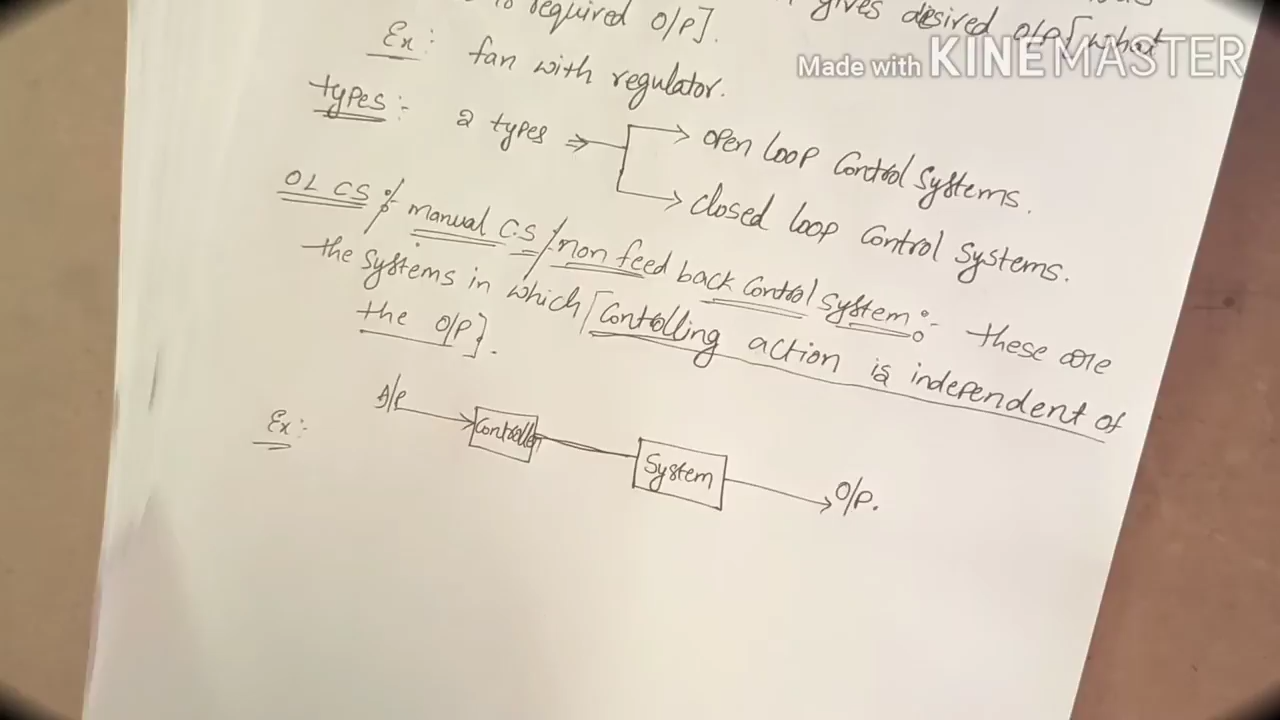 required O/P].
gives desired O/P [what
Made with KINEMASTER
Ex: fan with regulator.
types:- 2 types ⇒ → open loop Control Systems.
→ closed loop Control Systems.
OL CS %- manual C.S / non feed back Control system:- these are
the systems in which [Controlling action is independent of
the O/P].
Ex:- I/P Controller System O/P.